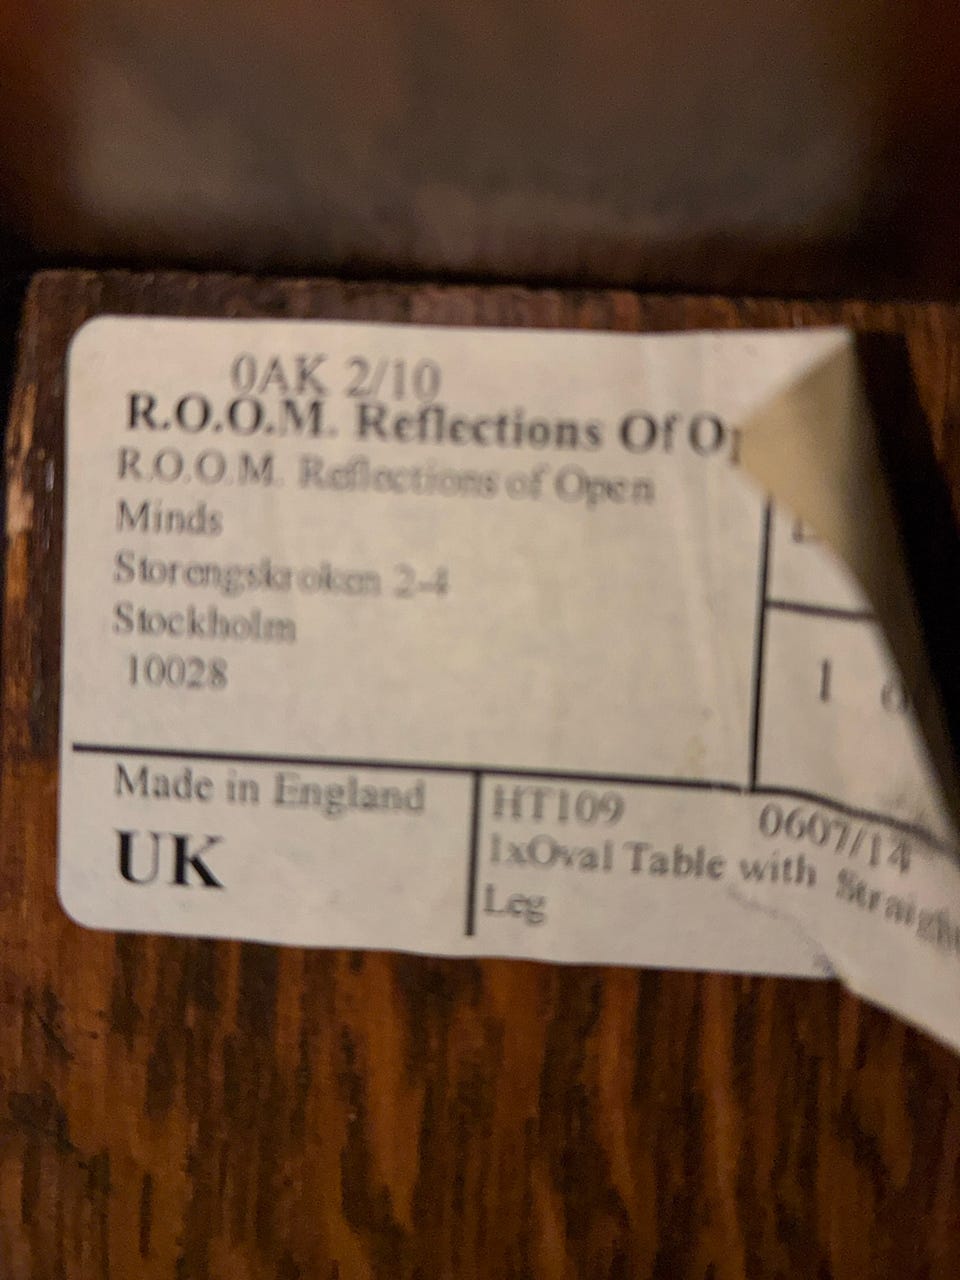 0AK 2/10
R.O.O.M. Reflections Of
R.O.O.M. Reflections of Open
Minds
Storengskroken 2-4
Stockholm
10028
1
Made in England
UK
HT109 0607/14
1xOval Table with Straight
Leg